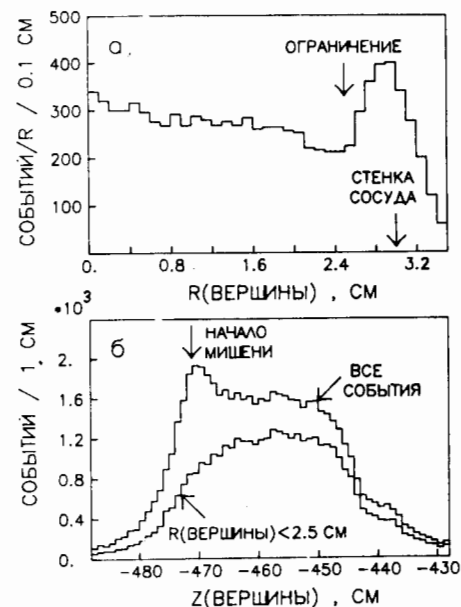 500
400
300
200
100
СОБЫТИЙ/R / 0.1 СМ
а
ОГРАНИЧЕНИЕ
СТЕНКА
СОСУДА
0. 0.8 1.6 2.4 3.2
R(ВЕРШИНЫ) , СМ
•10³
2.
1.6
1.2
0.8
0.4
0.
СОБЫТИЙ / 1 СМ
б
НАЧАЛО
МИШЕНИ
ВСЕ
СОБЫТИЯ
R(ВЕРШИНЫ)<2.5 СМ
-480 -470 -460 -450 -440 -430
Z(ВЕРШИНЫ) , СМ